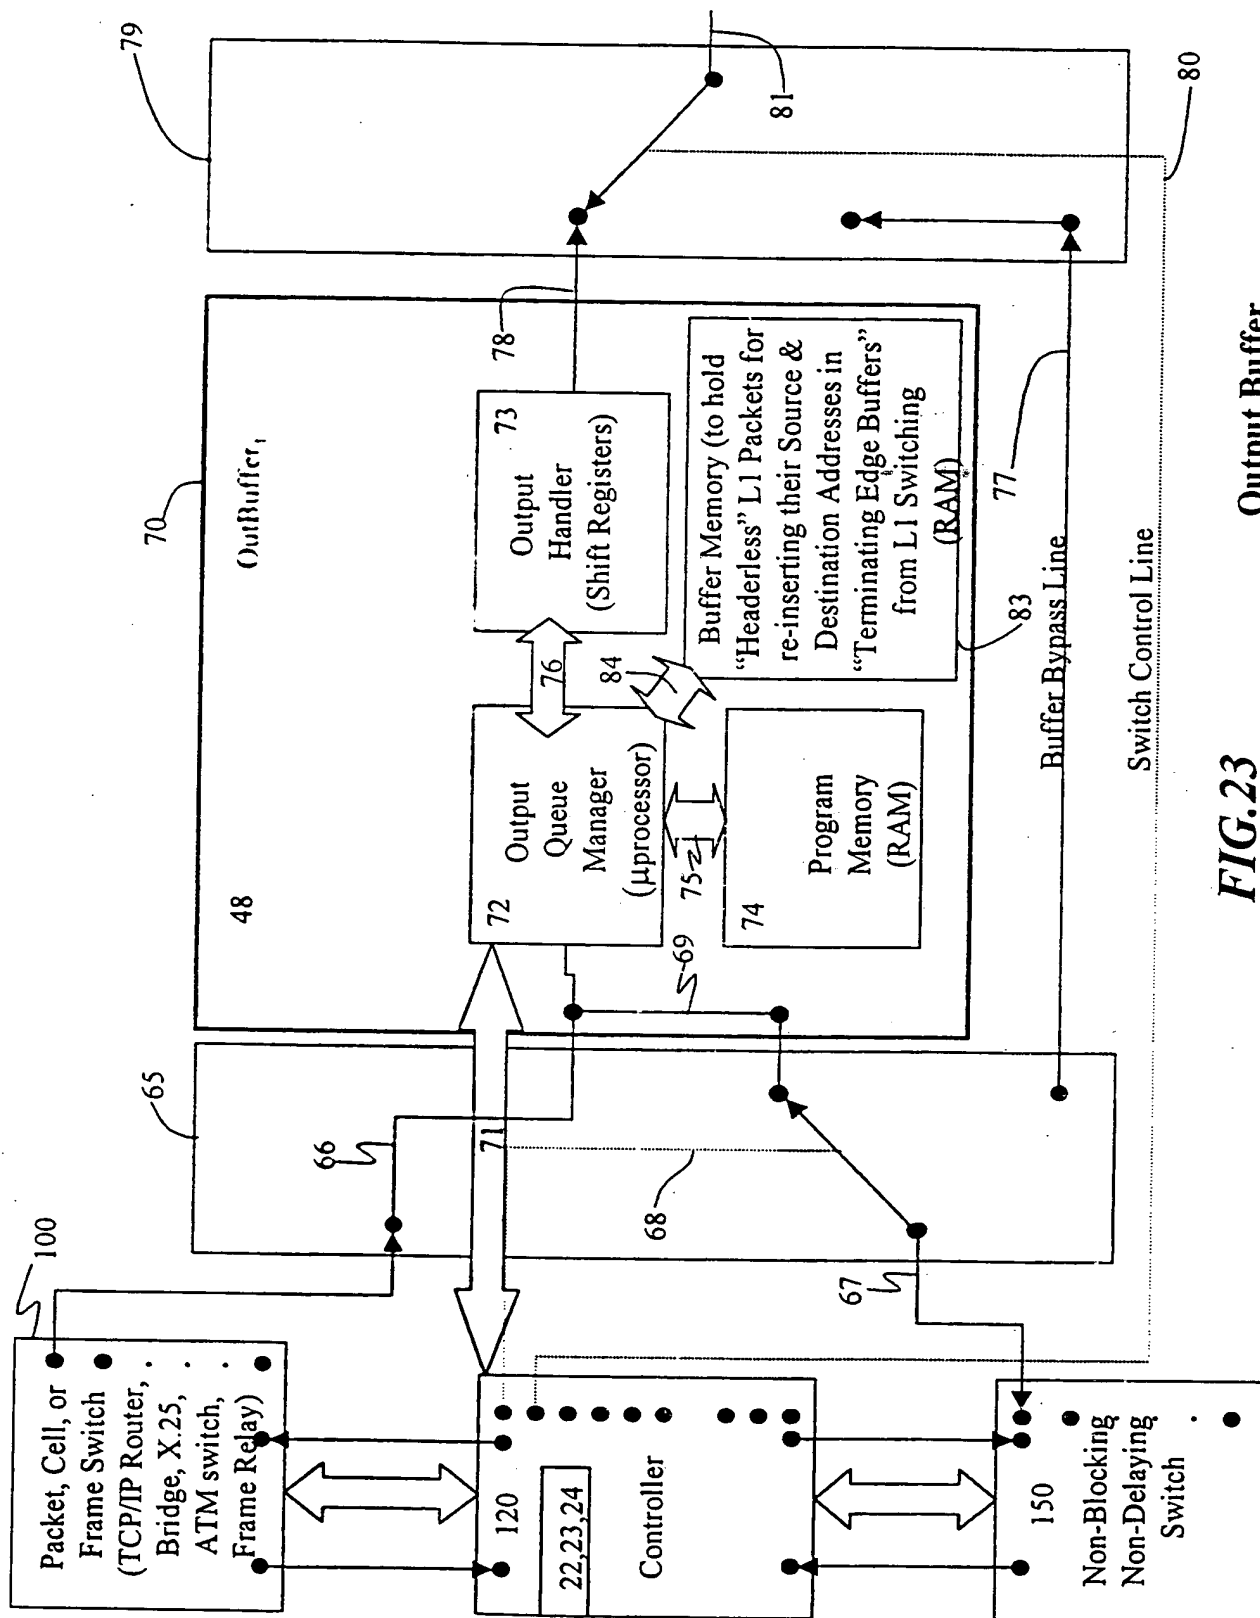 100
Packet, Cell, or
Frame Switch
(TCP/IP Router,
Bridge, X.25,
ATM switch,
Frame Relay)
120
22,23,24
Controller
150
Non-Blocking
Non-Delaying
Switch
65
66
71
68
67
70
48
OutBuffer
69
72
Output
Queue
Manager
(µprocessor)
76
73
Output
Handler
(Shift Registers)
78
75
84
74
Program
Memory
(RAM)
Buffer Memory (to hold
“Headerless” L1 Packets for
re-inserting their Source &
Destination Addresses in
“Terminating Edge Buffers”
from L1 Switching
(RAM)
83
79
81
80
77
Buffer Bypass Line
Switch Control Line
Output Buffer
FIG.23